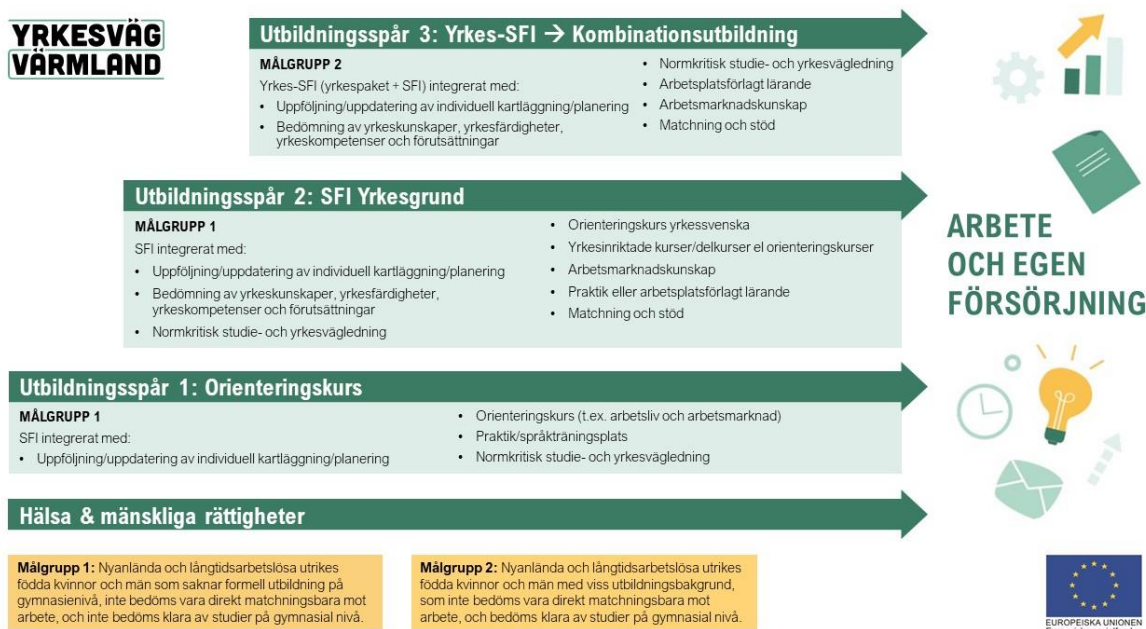 YRKESVÄG
VÄRMLAND
Utbildningsspår 3: Yrkes-SFI → Kombinationsutbildning
MÅLGRUPP 2
Yrkes-SFI (yrkespaket + SFI) integrerat med:
• Uppföljning/uppdatering av individuell kartläggning/planering
• Bedömning av yrkeskunskaper, yrkesfärdigheter,
yrkeskompetenser och förutsättningar
• Normkritisk studie- och yrkesvägledning
• Arbetsplatsförlagt lärande
• Arbetsmarknadskunskap
• Matchning och stöd
Utbildningsspår 2: SFI Yrkesgrund
MÅLGRUPP 1
SFI integrerat med:
• Uppföljning/uppdatering av individuell kartläggning/planering
• Bedömning av yrkeskunskaper, yrkesfärdigheter,
yrkeskompetenser och förutsättningar
• Normkritisk studie- och yrkesvägledning
• Orienteringskurs yrkessvenska
• Yrkesinriktade kurser/delkurser el orienteringskurser
• Arbetsmarknadskunskap
• Praktik eller arbetsplatsförlagt lärande
• Matchning och stöd
Utbildningsspår 1: Orienteringskurs
MÅLGRUPP 1
SFI integrerat med:
• Uppföljning/uppdatering av individuell kartläggning/planering
• Orienteringskurs (t.ex. arbetsliv och arbetsmarknad)
• Praktik/språkträningsplats
• Normkritisk studie- och yrkesvägledning
Hälsa & mänskliga rättigheter
ARBETE
OCH EGEN
FÖRSÖRJNING
Målgrupp 1: Nyanlända och långtidsarbetslösa utrikes
födda kvinnor och män som saknar formell utbildning på
gymnasienivå, inte bedöms vara direkt matchningsbara mot
arbete, och inte bedöms klara av studier på gymnasial nivå.
Målgrupp 2: Nyanlända och långtidsarbetslösa utrikes
födda kvinnor och män med viss utbildningsbakgrund,
som inte bedöms vara direkt matchningsbara mot
arbete, och bedöms klara av studier på gymnasial nivå.
EUROPEISKA UNIONEN